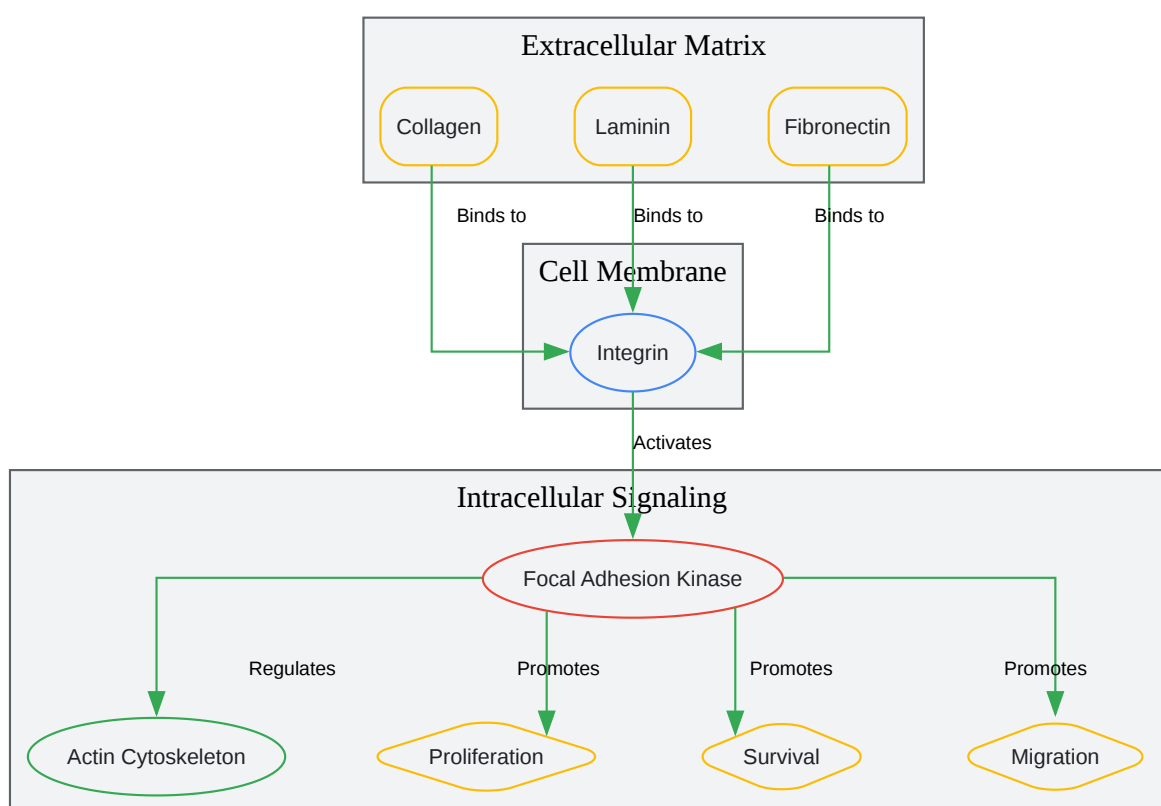 Extracellular Matrix
Collagen
Laminin
Fibronectin
Binds to
Binds to
Binds to
Cell Membrane
Integrin
Activates
Intracellular Signaling
Focal Adhesion Kinase
Regulates
Promotes
Promotes
Promotes
Actin Cytoskeleton
Proliferation
Survival
Migration